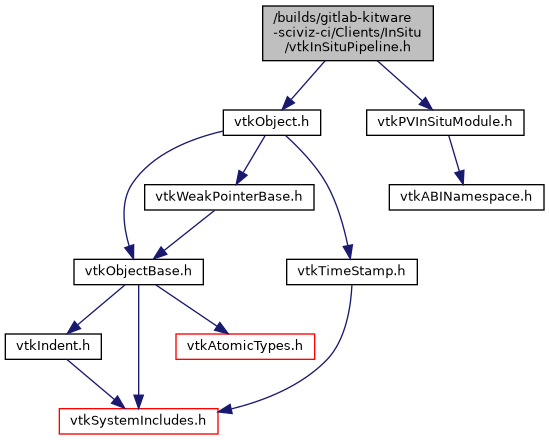 /builds/gitlab-kitware
-sciviz-ci/Clients/InSitu
/vtkInSituPipeline.h
vtkObject.h
vtkPVInSituModule.h
vtkWeakPointerBase.h
vtkABINamespace.h
vtkObjectBase.h
vtkTimeStamp.h
vtkIndent.h
vtkAtomicTypes.h
vtkSystemIncludes.h